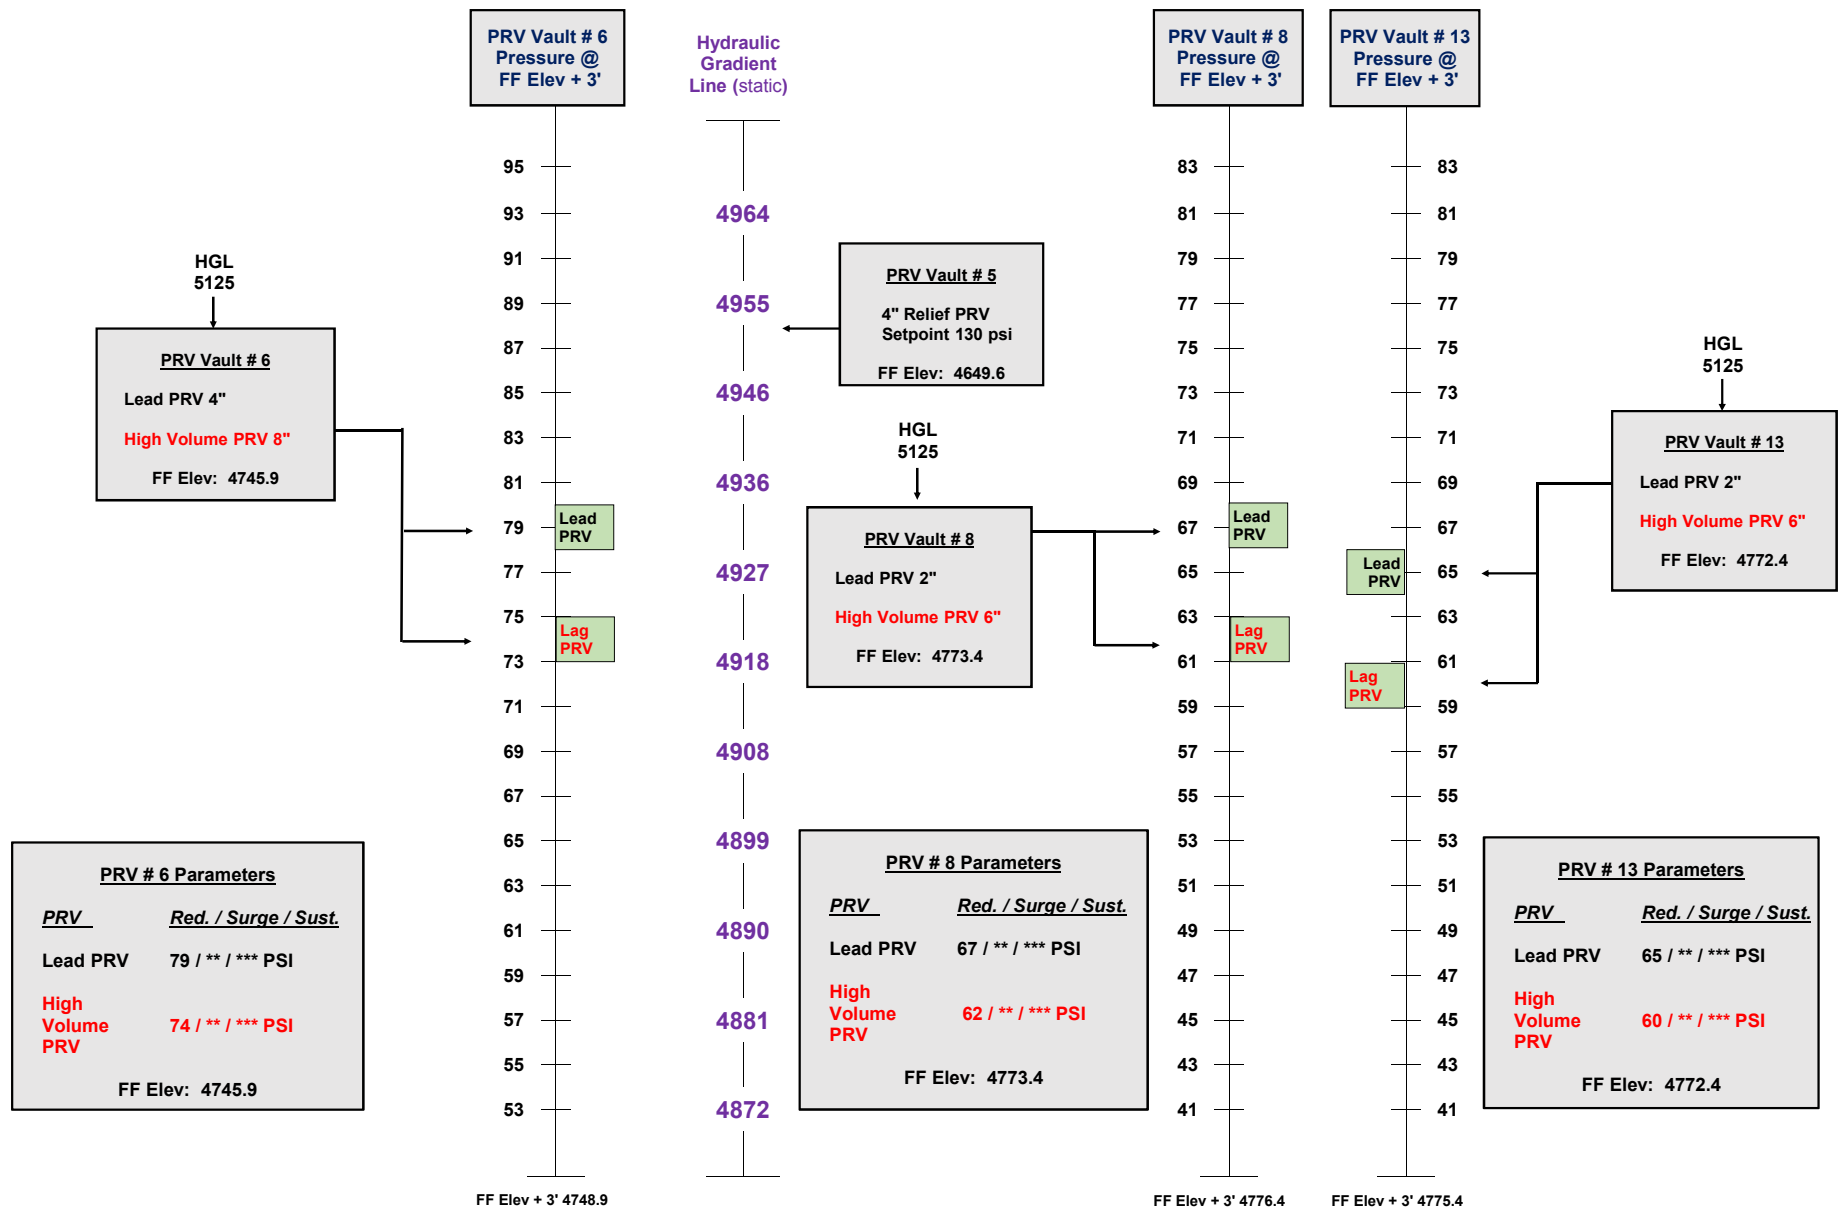 PRV Vault # 6
Pressure @
FF Elev + 3'
Hydraulic
Gradient
Line (static)
PRV Vault # 8
Pressure @
FF Elev + 3'
PRV Vault # 13
Pressure @
FF Elev + 3'
95
93
91
89
87
85
83
81
79
77
75
73
71
69
67
65
63
61
59
57
55
53
FF Elev + 3' 4748.9
Lead
PRV
Lag
PRV
HGL
5125
PRV Vault # 6
Lead PRV 4"
High Volume PRV 8"
FF Elev: 4745.9
PRV # 6 Parameters
PRV Red. / Surge / Sust.
Lead PRV 79 / ** / *** PSI
High
Volume 74 / ** / *** PSI
PRV
FF Elev: 4745.9
4964
4955
4946
4936
4927
4918
4908
4899
4890
4881
4872
PRV Vault # 5
4" Relief PRV
Setpoint 130 psi
FF Elev: 4649.6
HGL
5125
PRV Vault # 8
Lead PRV 2"
High Volume PRV 6"
FF Elev: 4773.4
PRV # 8 Parameters
PRV Red. / Surge / Sust.
Lead PRV 67 / ** / *** PSI
High
Volume 62 / ** / *** PSI
PRV
FF Elev: 4773.4
83
81
79
77
75
73
71
69
67
65
63
61
59
57
55
53
51
49
47
45
43
41
FF Elev + 3' 4776.4
Lead
PRV
Lag
PRV
Lead
PRV
Lag
PRV
83
81
79
77
75
73
71
69
67
65
63
61
59
57
55
53
51
49
47
45
43
41
FF Elev + 3' 4775.4
HGL
5125
PRV Vault # 13
Lead PRV 2"
High Volume PRV 6"
FF Elev: 4772.4
PRV # 13 Parameters
PRV Red. / Surge / Sust.
Lead PRV 65 / ** / *** PSI
High
Volume 60 / ** / *** PSI
PRV
FF Elev: 4772.4